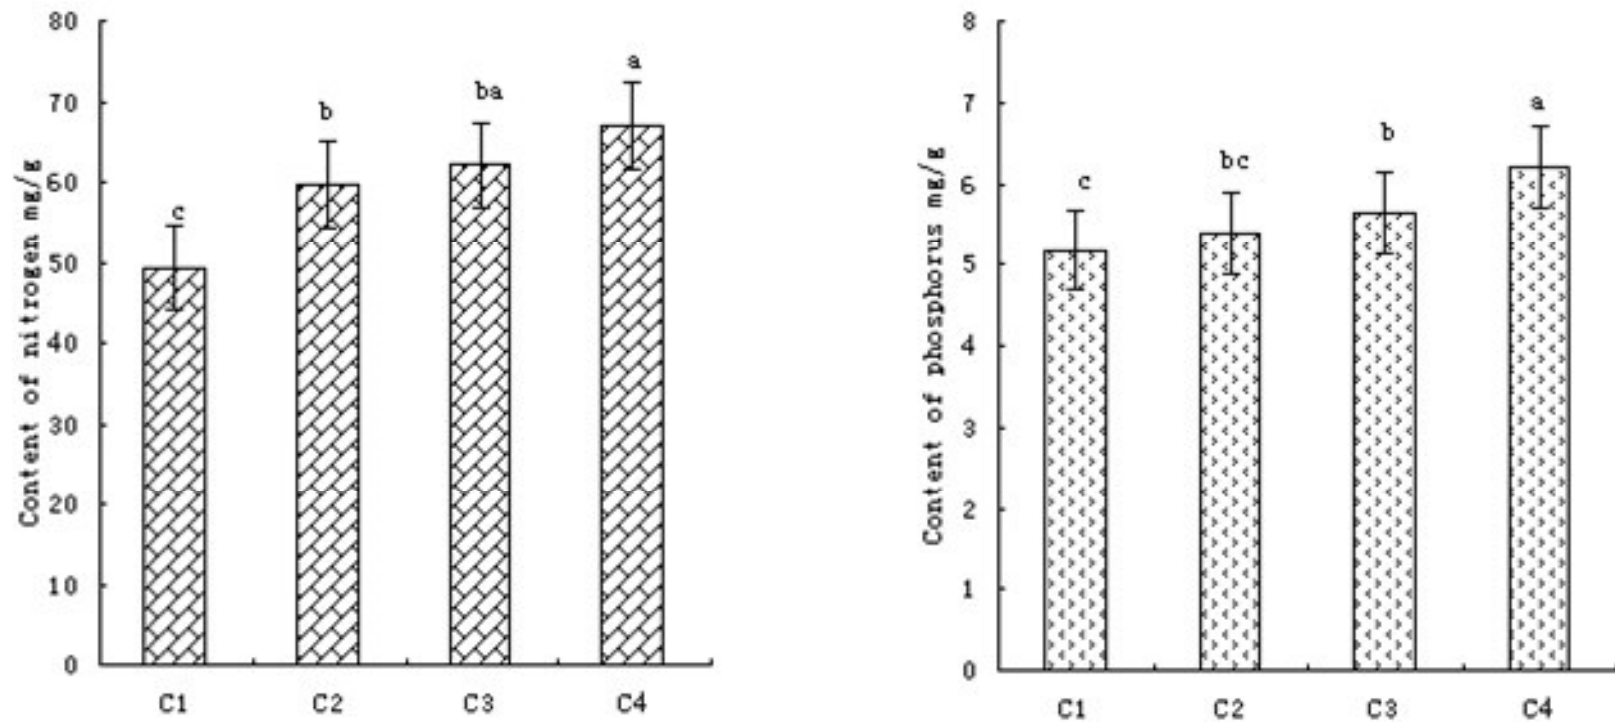 80
70
60
50
40
30
20
10
0
Content of nitrogen mg/g
c
b
ba
a
C1 C2 C3 C4
8
7
6
5
4
3
2
1
0
Content of phosphorus mg/g
c
bc
b
a
C1 C2 C3 C4